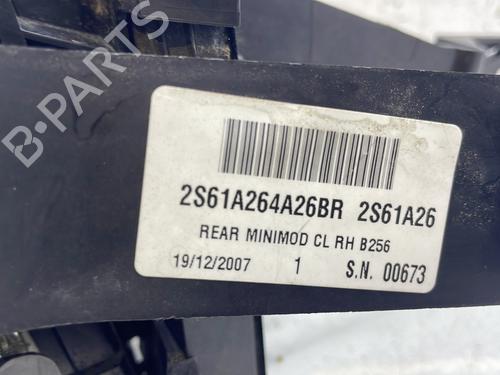 B-PARTS
2S61A264A26BR 2S61A26
REAR MINIMOD CL RH B256
19/12/2007 1 S.N. 00673